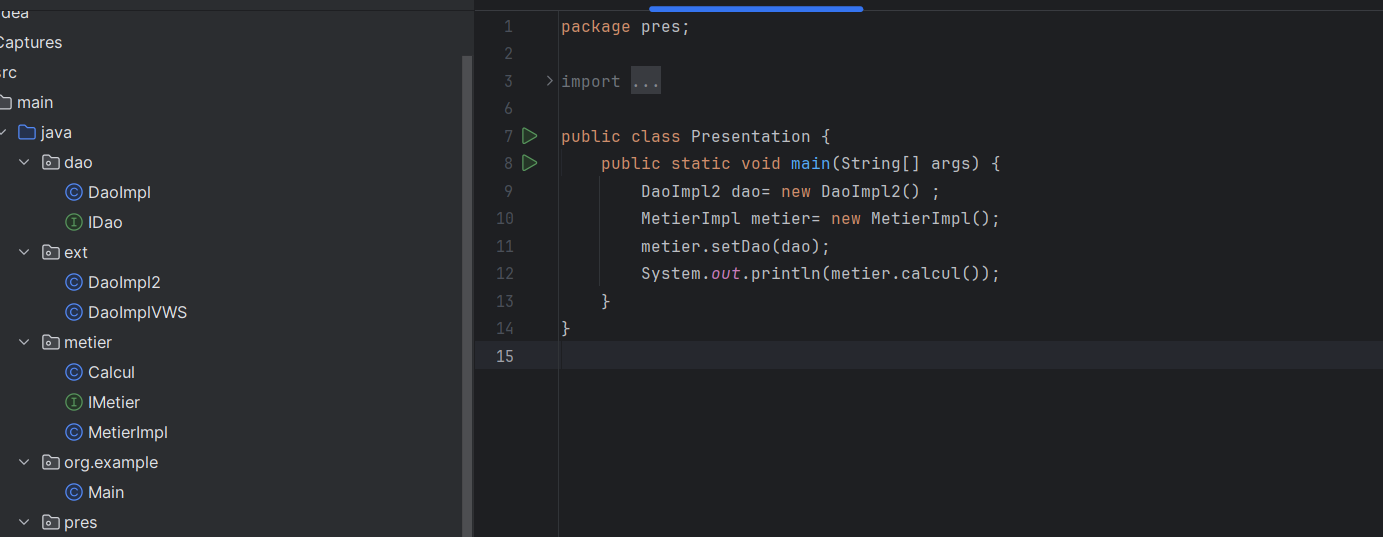 Captures
main
java
dao
DaoImpl
IDao
ext
DaoImpl2
DaoImplVWS
metier
Calcul
IMetier
MetierImpl
org.example
Main
pres
1 package pres;
2
3 import ...
6
7 public class Presentation {
8 public static void main(String[] args) {
9 DaoImpl2 dao= new DaoImpl2() ;
10 MetierImpl metier= new MetierImpl();
11 metier.setDao(dao);
12 System.out.println(metier.calcul());
13 }
14 }
15